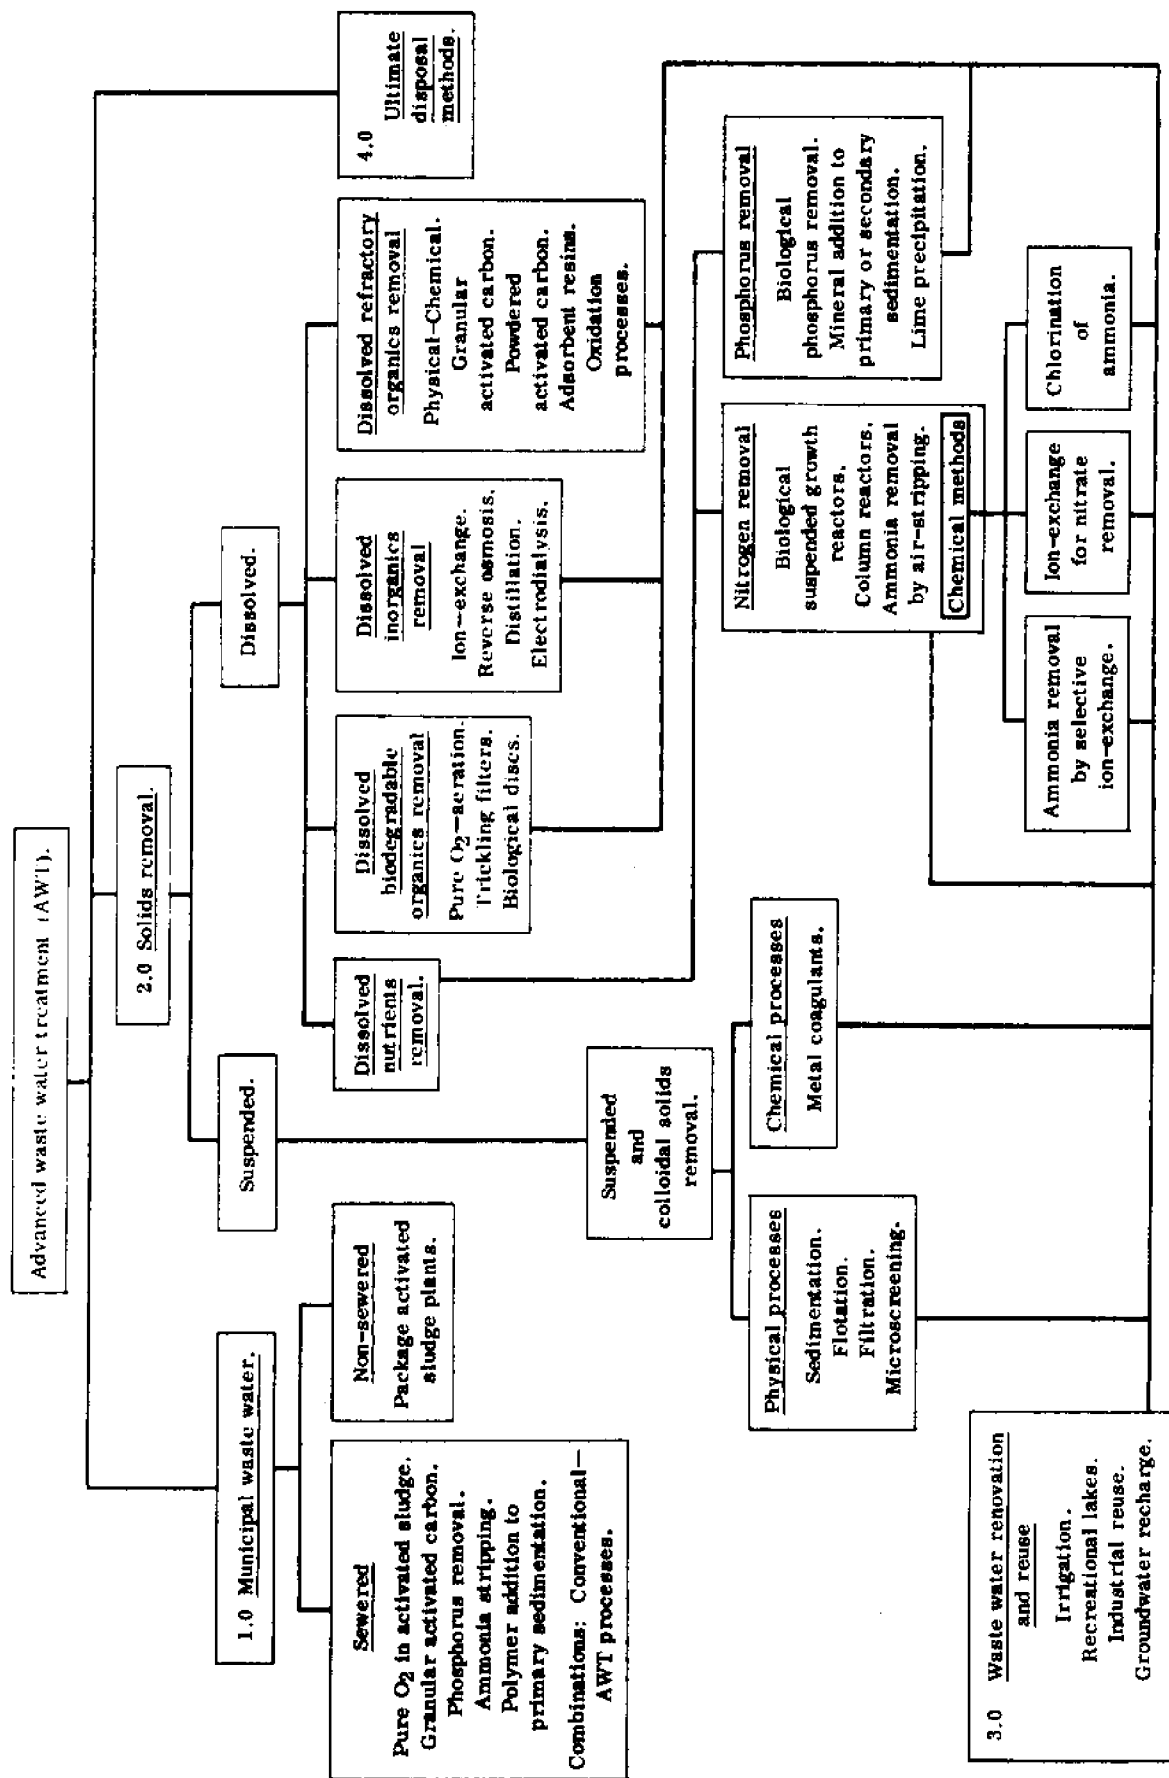 Advanced waste water treatment (AWT).
1.0 Municipal waste water.
2.0 Solids removal.
4.0
Ultimate
disposal
methods.
Suspended.
Dissolved.
Sewered
Pure O2 in activated sludge.
Granular activated carbon.
Phosphorus removal.
Ammonia stripping.
Polymer addition to
primary sedimentation.
Combinations: Conventional—
AWT processes.
Non-sewered
Package activated
sludge plants.
Dissolved
nutrients
removal.
Dissolved
biodegradable
organics removal
Pure O2—aeration.
Trickling filters.
Biological discs.
Dissolved
inorganics
removal
Ion—exchange.
Reverse osmosis.
Distillation.
Electrodialysis.
Dissolved refractory
organics removal
Physical-Chemical.
Granular
activated carbon.
Powdered
activated carbon.
Adsorbent resins.
Oxidation
processes.
Suspended
and
colloidal solids
removal.
Physical processes
Sedimentation.
Flotation.
Filtration.
Microscreening.
Chemical processes
Metal coagulants.
Nitrogen removal
Biological
suspended growth
reactors.
Column reactors.
Ammonia removal
by air-stripping.
Chemical methods
Phosphorus removal
Biological
phosphorus removal.
Mineral addition to
primary or secondary
sedimentation.
Lime precipitation.
Ammonia removal
by selective
ion-exchange.
Ion-exchange
for nitrate
removal.
Chlorination
of
ammonia.
3.0 Waste water renovation
and reuse
Irrigation.
Recreational lakes.
Industrial reuse.
Groundwater recharge.